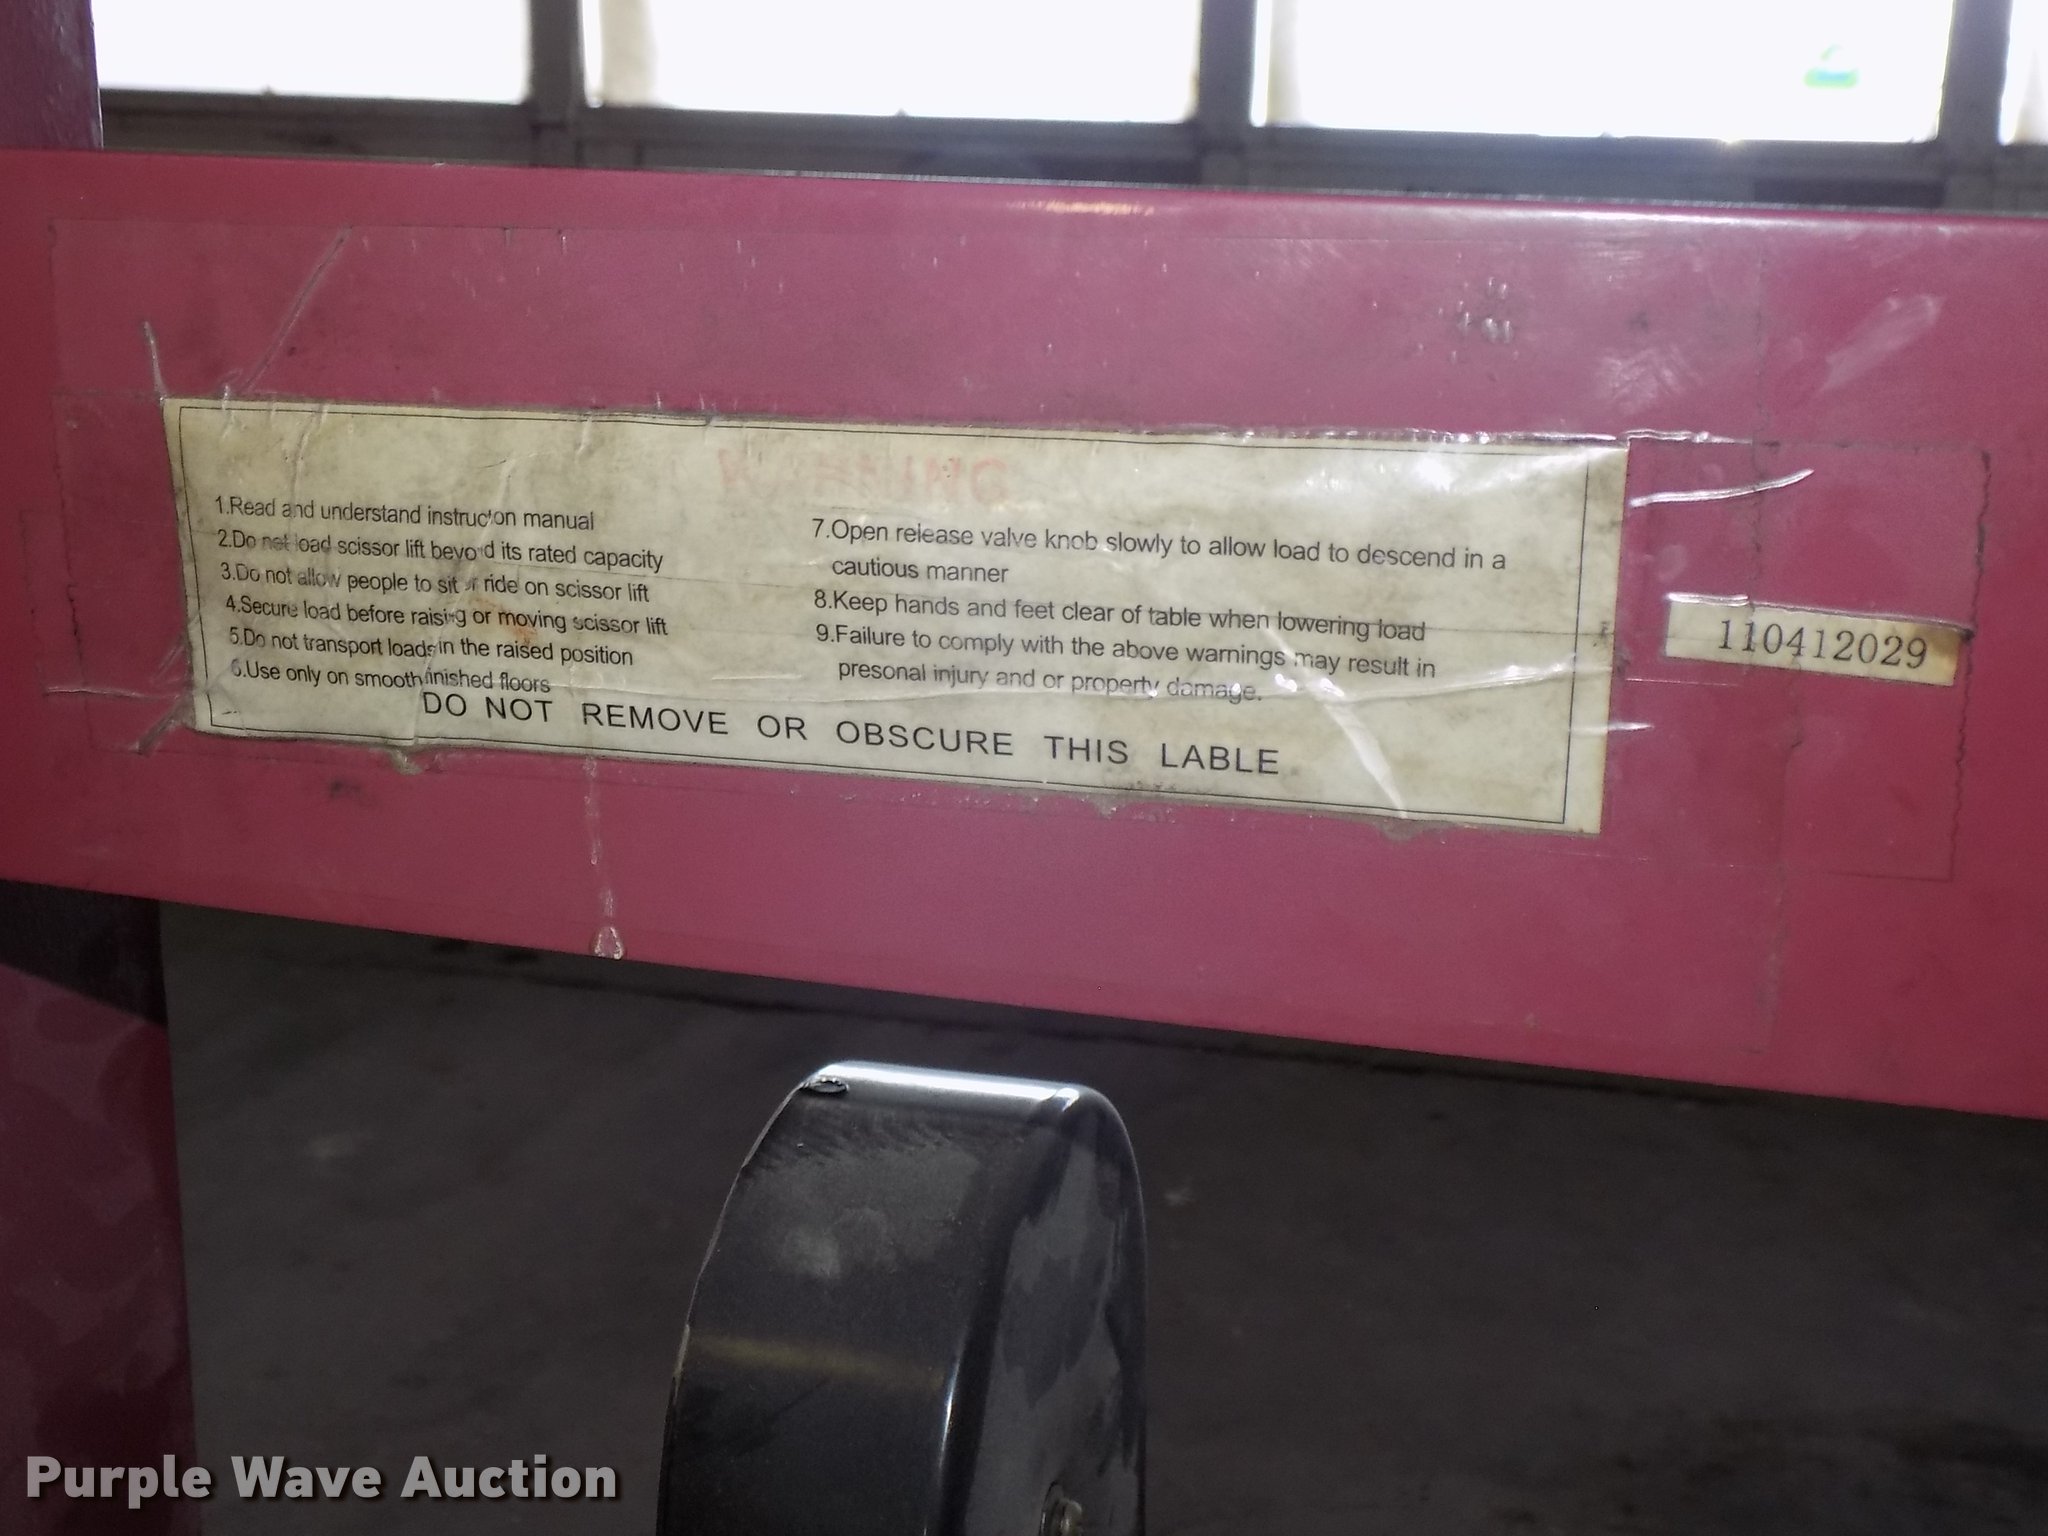 WARNING
1.Read and understand instruction manual
2.Do not load scissor lift beyond its rated capacity
3.Do not allow people to sit or ride on scissor lift
4.Secure load before raising or moving scissor lift
5.Do not transport loads in the raised position
6.Use only on smooth finished floors
7.Open release valve knob slowly to allow load to descend in a
cautious manner
8.Keep hands and feet clear of table when lowering load
9.Failure to comply with the above warnings may result in
presonal injury and or property damage.
DO NOT REMOVE OR OBSCURE THIS LABLE
110412029
Purple Wave Auction